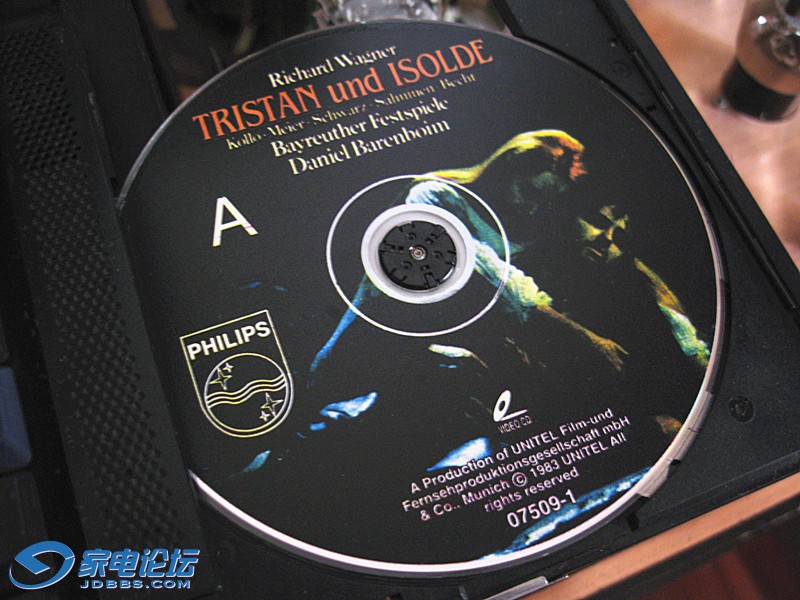 Richard Wagner
TRISTAN und ISOLDE
Kollo · Meier · Schwarz · Salminen · Becht
Bayreuther Festspiele
Daniel Barenboim
A
PHILIPS
VIDEO CD
A Production of UNITEL Film-und
Fernsehproduktionsgesellschaft mbH
& Co., Munich © 1983 UNITEL All
rights reserved
07509-1
家电论坛
JDBBS.COM